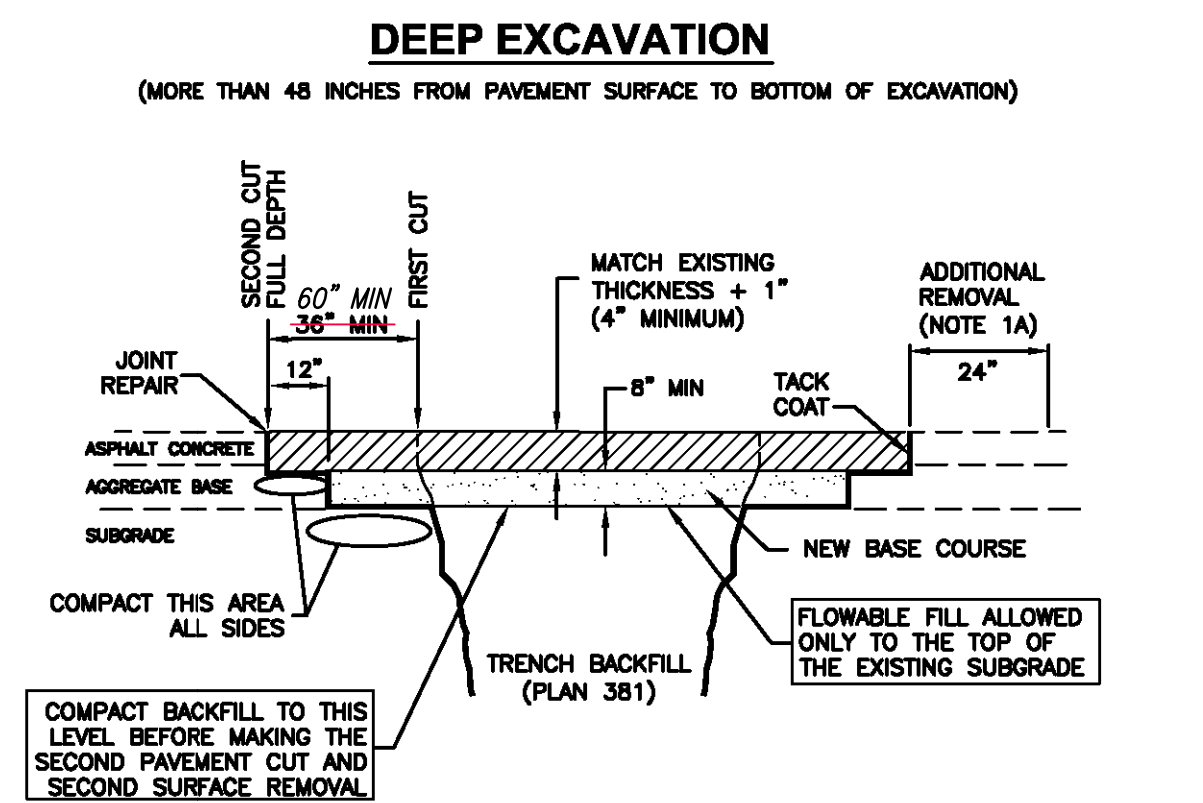 DEEP EXCAVATION
(MORE THAN 48 INCHES FROM PAVEMENT SURFACE TO BOTTOM OF EXCAVATION)
SECOND CUT
FULL DEPTH
60" MIN
36" MIN
FIRST CUT
MATCH EXISTING
THICKNESS + 1"
(4" MINIMUM)
ADDITIONAL
REMOVAL
(NOTE 1A)
JOINT
REPAIR
12"
8" MIN
TACK
COAT
24"
ASPHALT CONCRETE
AGGREGATE BASE
SUBGRADE
NEW BASE COURSE
COMPACT THIS AREA
ALL SIDES
FLOWABLE FILL ALLOWED
ONLY TO THE TOP OF
THE EXISTING SUBGRADE
TRENCH BACKFILL
(PLAN 381)
COMPACT BACKFILL TO THIS
LEVEL BEFORE MAKING THE
SECOND PAVEMENT CUT AND
SECOND SURFACE REMOVAL